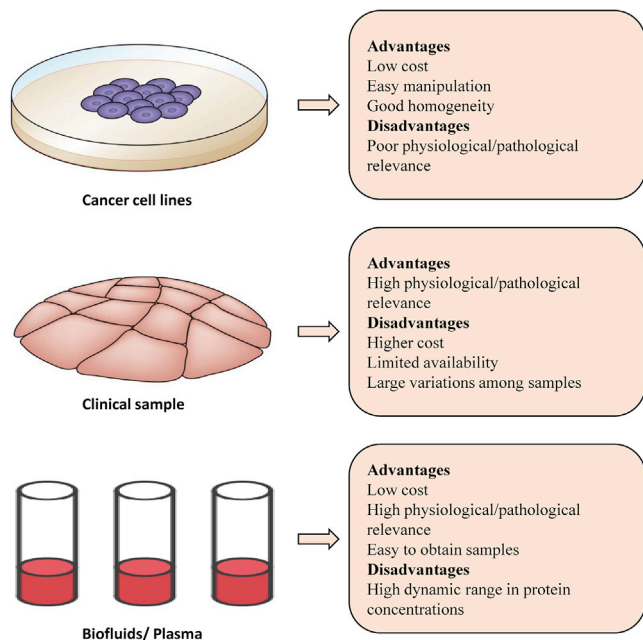 Advantages
Low cost
Easy manipulation
Good homogeneity
Disadvantages
Poor physiological/pathological
relevance
Cancer cell lines
Advantages
High physiological/pathological
relevance
Disadvantages
Higher cost
Limited availability
Large variations among samples
Clinical sample
Advantages
Low cost
High physiological/pathological
relevance
Easy to obtain samples
Disadvantages
High dynamic range in protein
concentrations
Biofluids/ Plasma